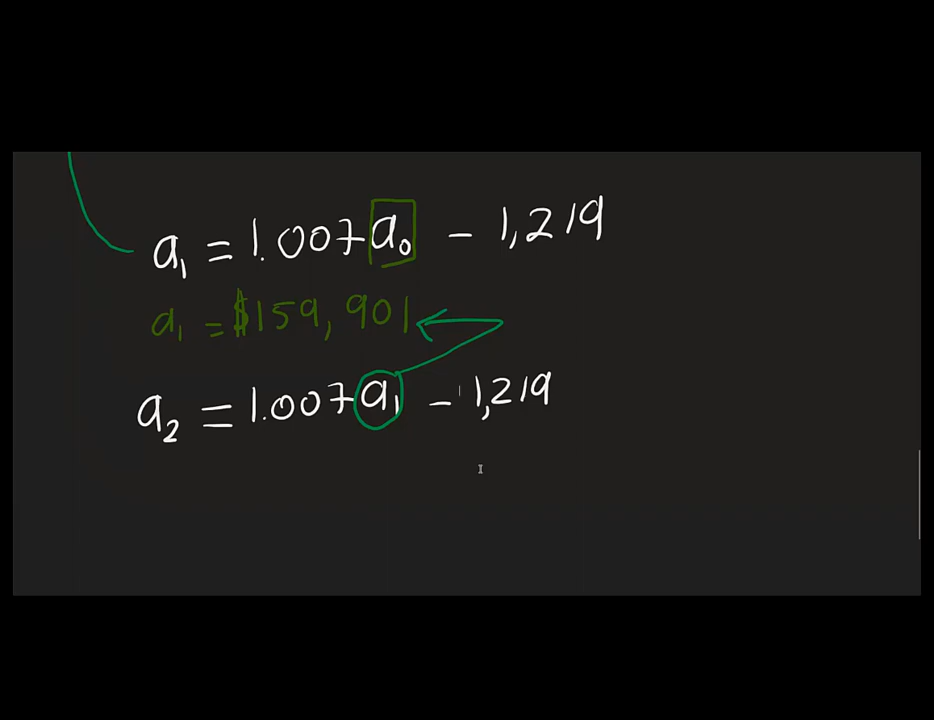 a₁ = 1.007a₀ - 1,219
a₁ = $159,901
a₂ = 1.007a₁ - 1,219